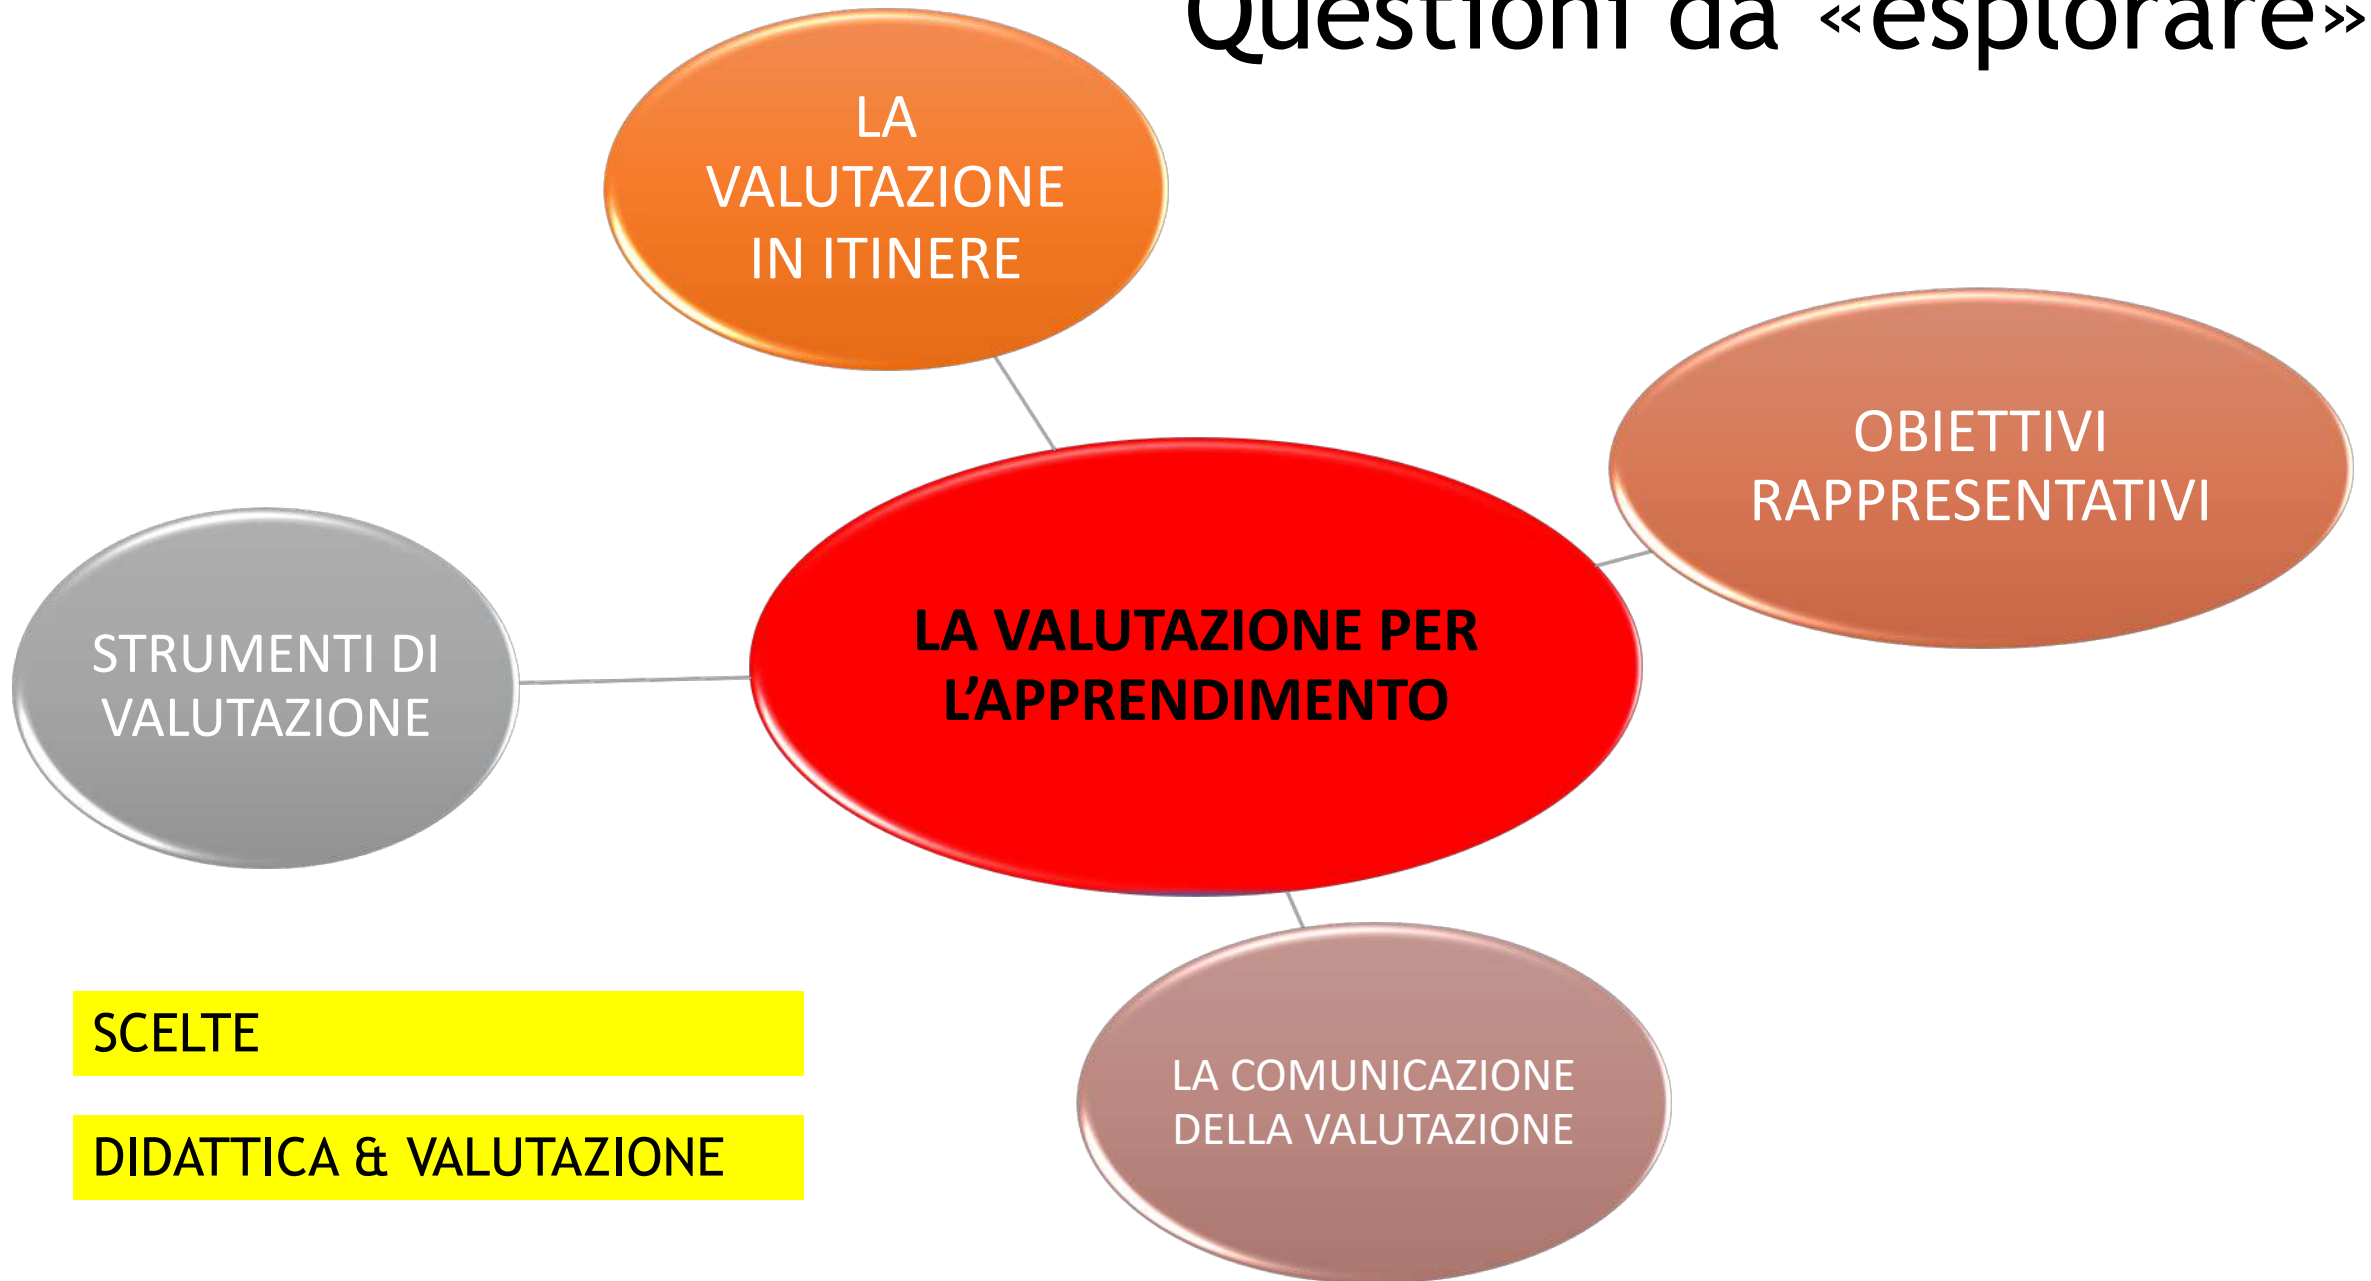 Questioni da «esplorare»
LA
VALUTAZIONE
IN ITINERE
OBIETTIVI
RAPPRESENTATIVI
STRUMENTI DI
VALUTAZIONE
LA VALUTAZIONE PER
L’APPRENDIMENTO
LA COMUNICAZIONE
DELLA VALUTAZIONE
SCELTE
DIDATTICA & VALUTAZIONE